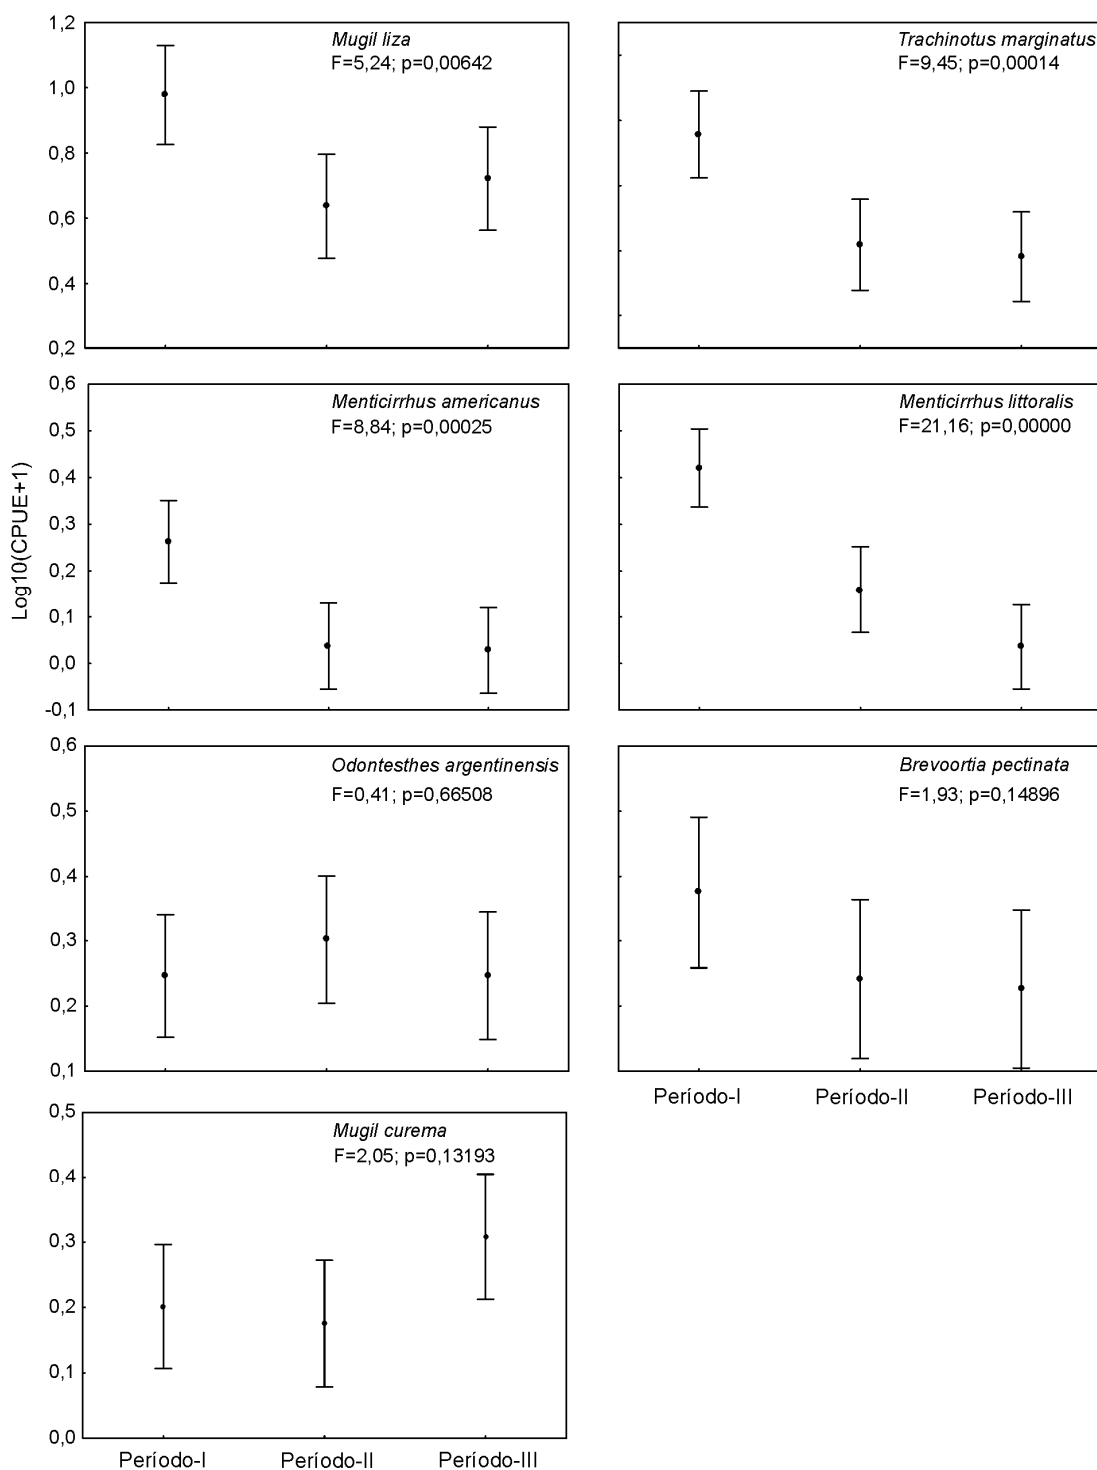 1,2
1,0
0,8
0,6
0,4
0,2
Mugil liza
F=5,24; p=0,00642
Trachinotus marginatus
F=9,45; p=0,00014
Log10(CPUE+1)
0,6
0,5
0,4
0,3
0,2
0,1
0,0
-0,1
Menticirrhus americanus
F=8,84; p=0,00025
Menticirrhus littoralis
F=21,16; p=0,00000
0,6
0,5
0,4
0,3
0,2
0,1
Odontesthes argentinensis
F=0,41; p=0,66508
Brevoortia pectinata
F=1,93; p=0,14896
Período-I
Período-II
Período-III
0,5
0,4
0,3
0,2
0,1
0,0
Mugil curema
F=2,05; p=0,13193
Período-I
Período-II
Período-III